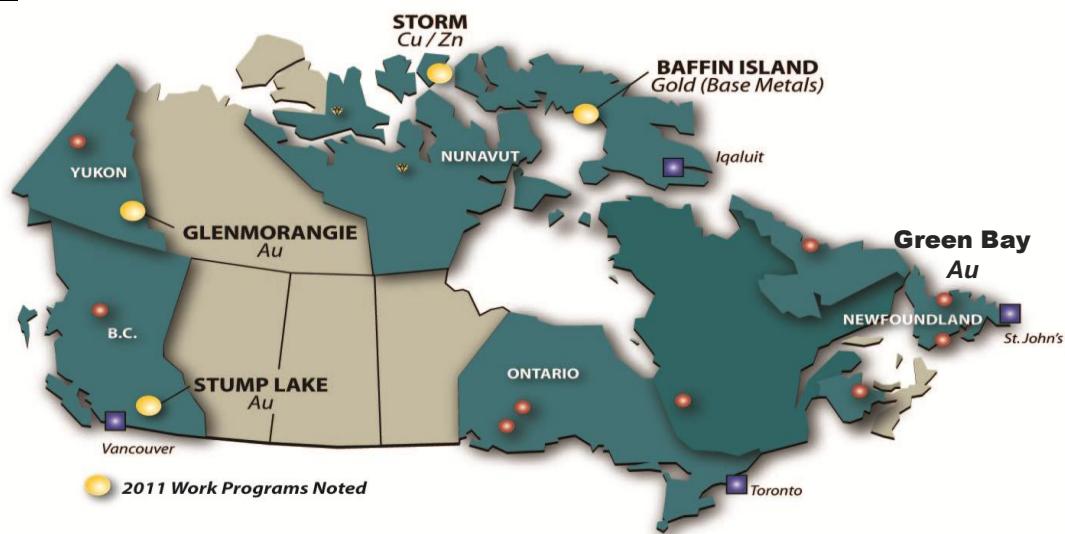 STORM
Cu / Zn
BAFFIN ISLAND
Gold (Base Metals)
NUNAVUT
Iqaluit
YUKON
GLENMORANGIE
Au
Green Bay
Au
NEWFOUNDLAND
St. John's
B.C.
ONTARIO
STUMP LAKE
Au
Vancouver
2011 Work Programs Noted
Toronto